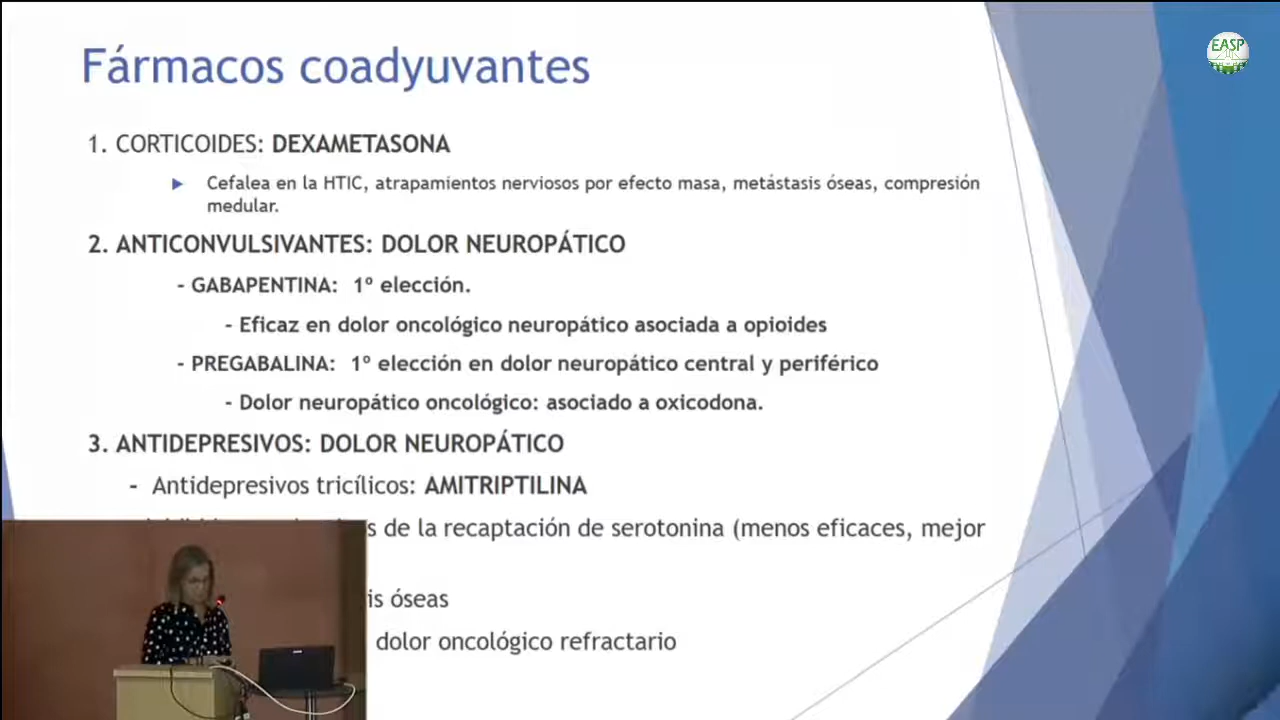 Fármacos coadyuvantes
EASP
1. CORTICOIDES: DEXAMETASONA
Cefalea en la HTIC, atrapamientos nerviosos por efecto masa, metástasis óseas, compresión
medular.
2. ANTICONVULSIVANTES: DOLOR NEUROPÁTICO
- GABAPENTINA: 1º elección.
- Eficaz en dolor oncológico neuropático asociada a opioides
- PREGABALINA: 1º elección en dolor neuropático central y periférico
- Dolor neuropático oncológico: asociado a oxicodona.
3. ANTIDEPRESIVOS: DOLOR NEUROPÁTICO
- Antidepresivos tricílicos: AMITRIPTILINA
de la recaptación de serotonina (menos eficaces, mejor
óseas
dolor oncológico refractario